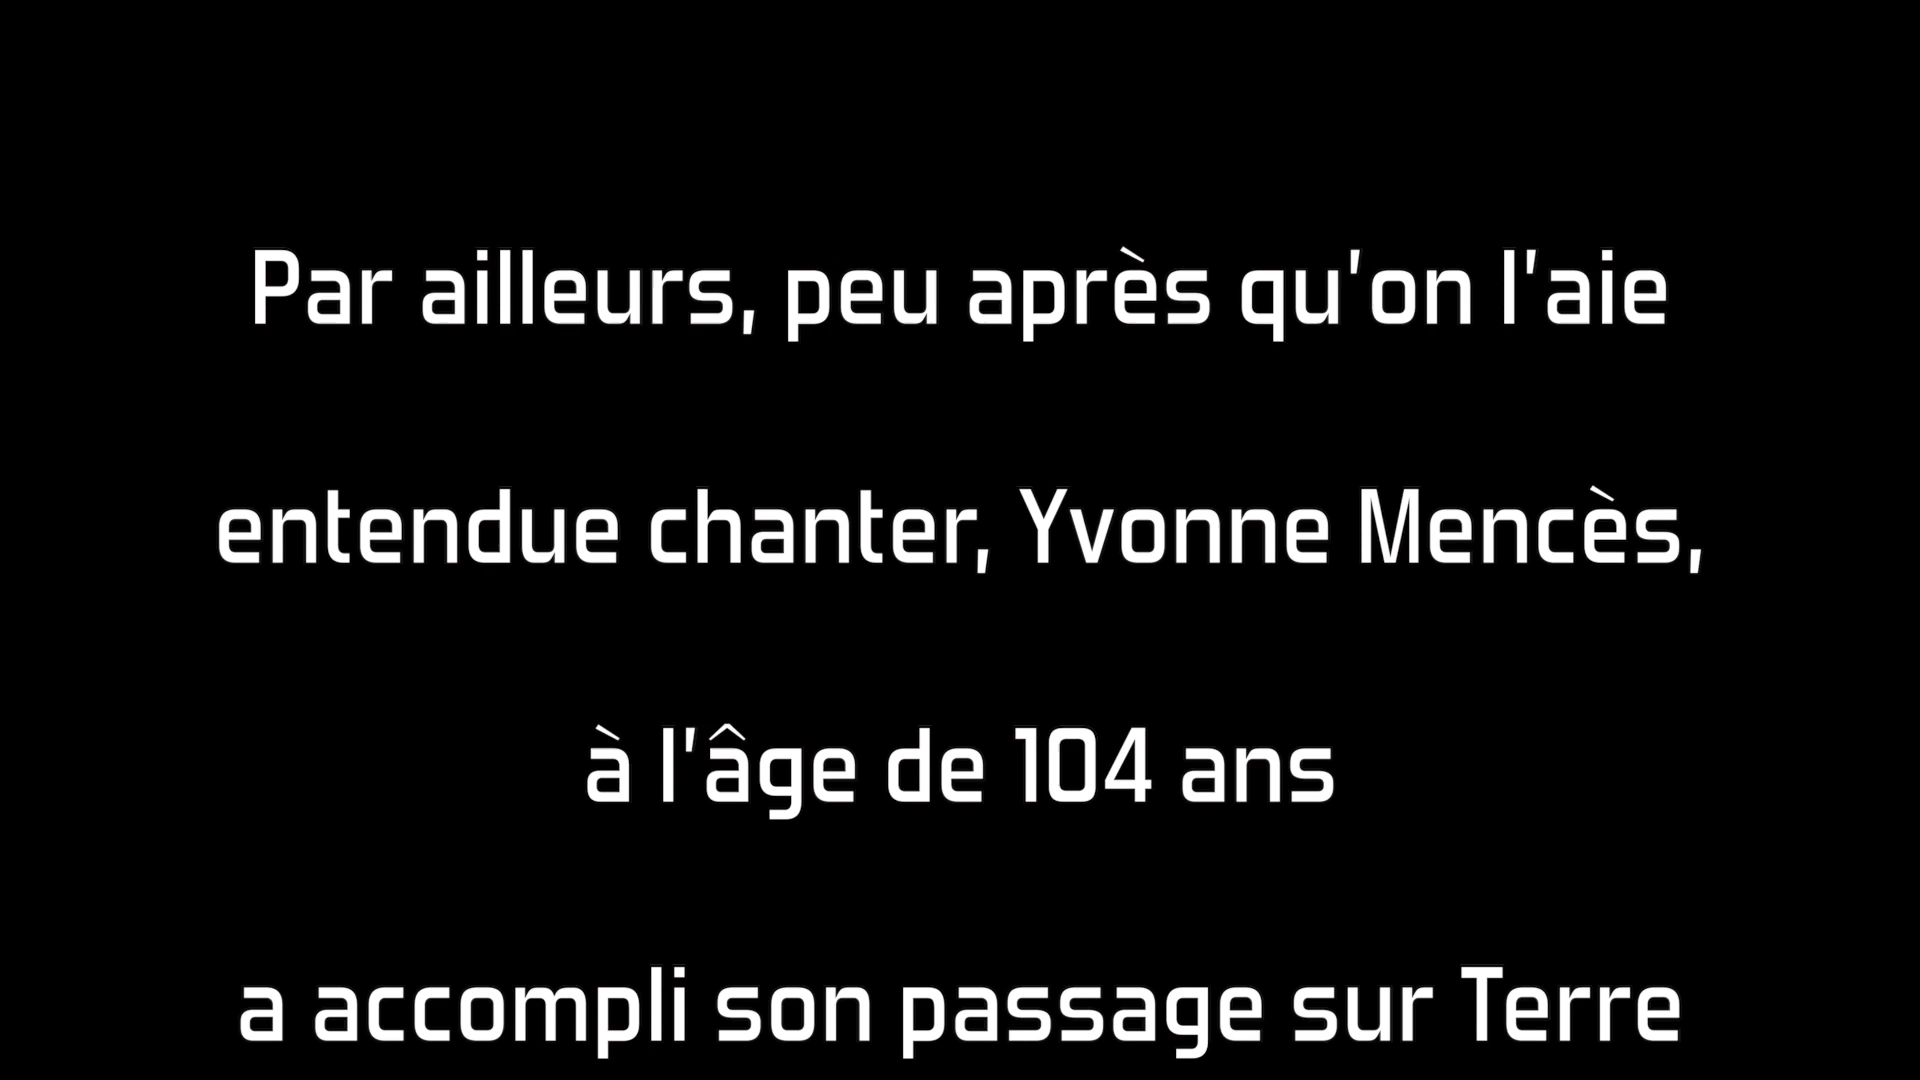 Par ailleurs, peu après qu'on l'aie
entendue chanter, Yvonne Mencès,
à l'âge de 104 ans
a accompli son passage sur Terre